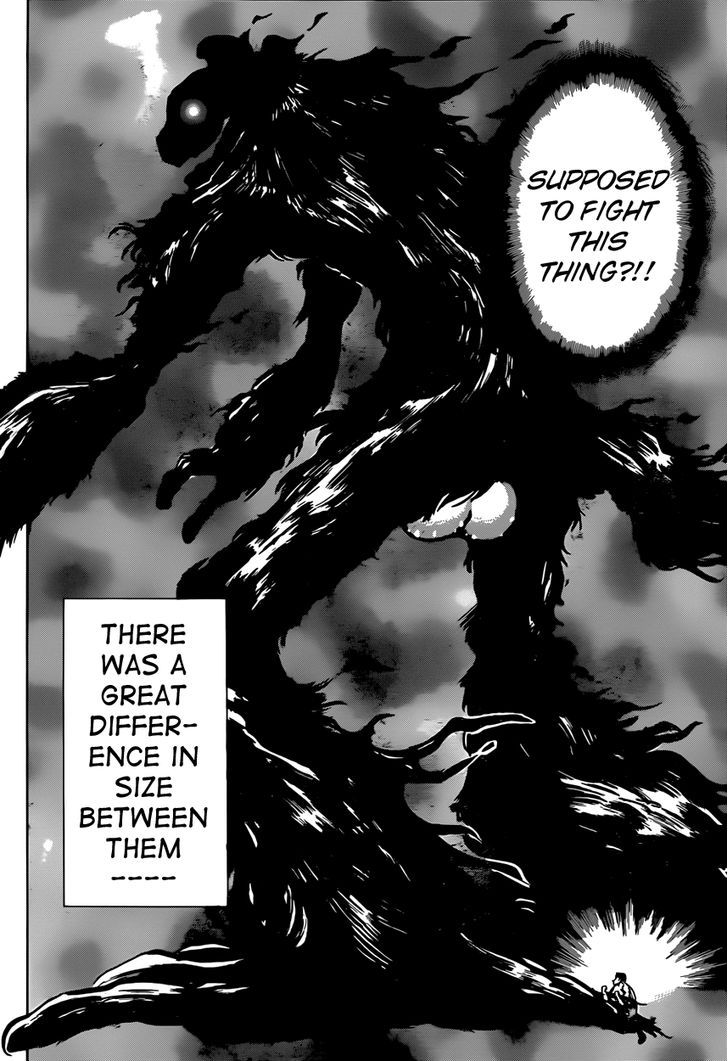 SUPPOSED
TO FIGHT
THIS
THING?!!
THERE
WAS A
GREAT
DIFFER-
ENCE IN
SIZE
BETWEEN
THEM
----